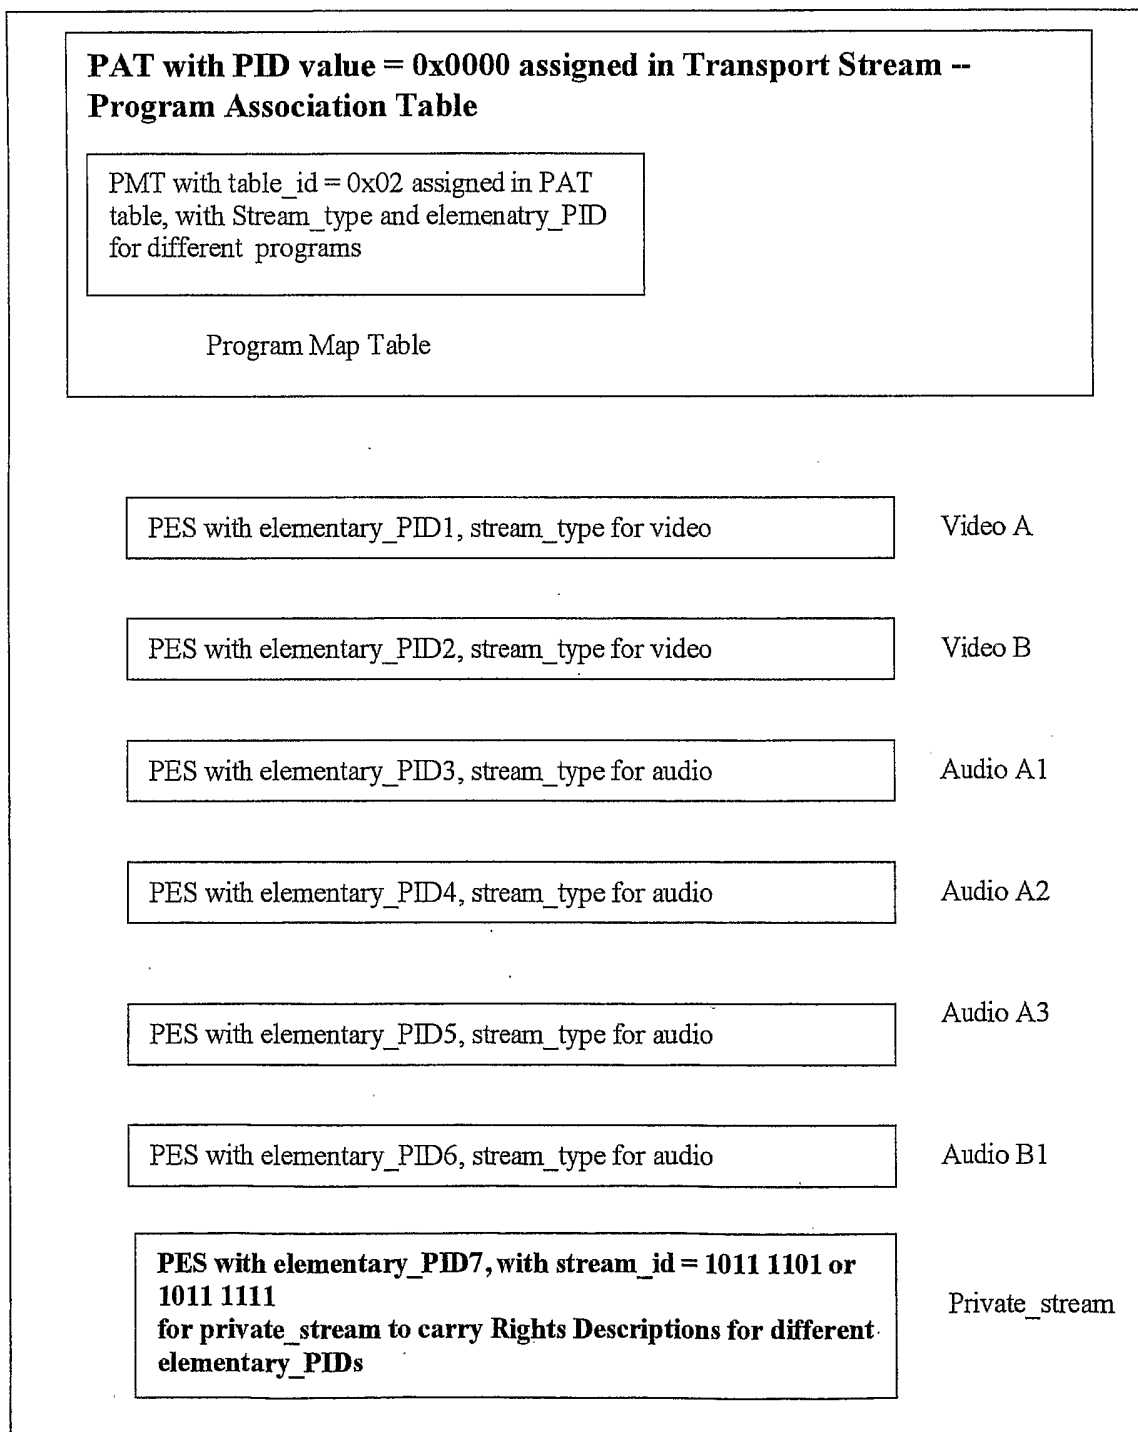 PAT with PID value = 0x0000 assigned in Transport Stream --
Program Association Table
PMT with table_id = 0x02 assigned in PAT
table, with Stream_type and elemenatry_PID
for different programs
Program Map Table
PES with elementary_PID1, stream_type for video
Video A
PES with elementary_PID2, stream_type for video
Video B
PES with elementary_PID3, stream_type for audio
Audio A1
PES with elementary_PID4, stream_type for audio
Audio A2
PES with elementary_PID5, stream_type for audio
Audio A3
PES with elementary_PID6, stream_type for audio
Audio B1
PES with elementary_PID7, with stream_id = 1011 1101 or
1011 1111
for private_stream to carry Rights Descriptions for different
elementary_PIDs
Private_stream